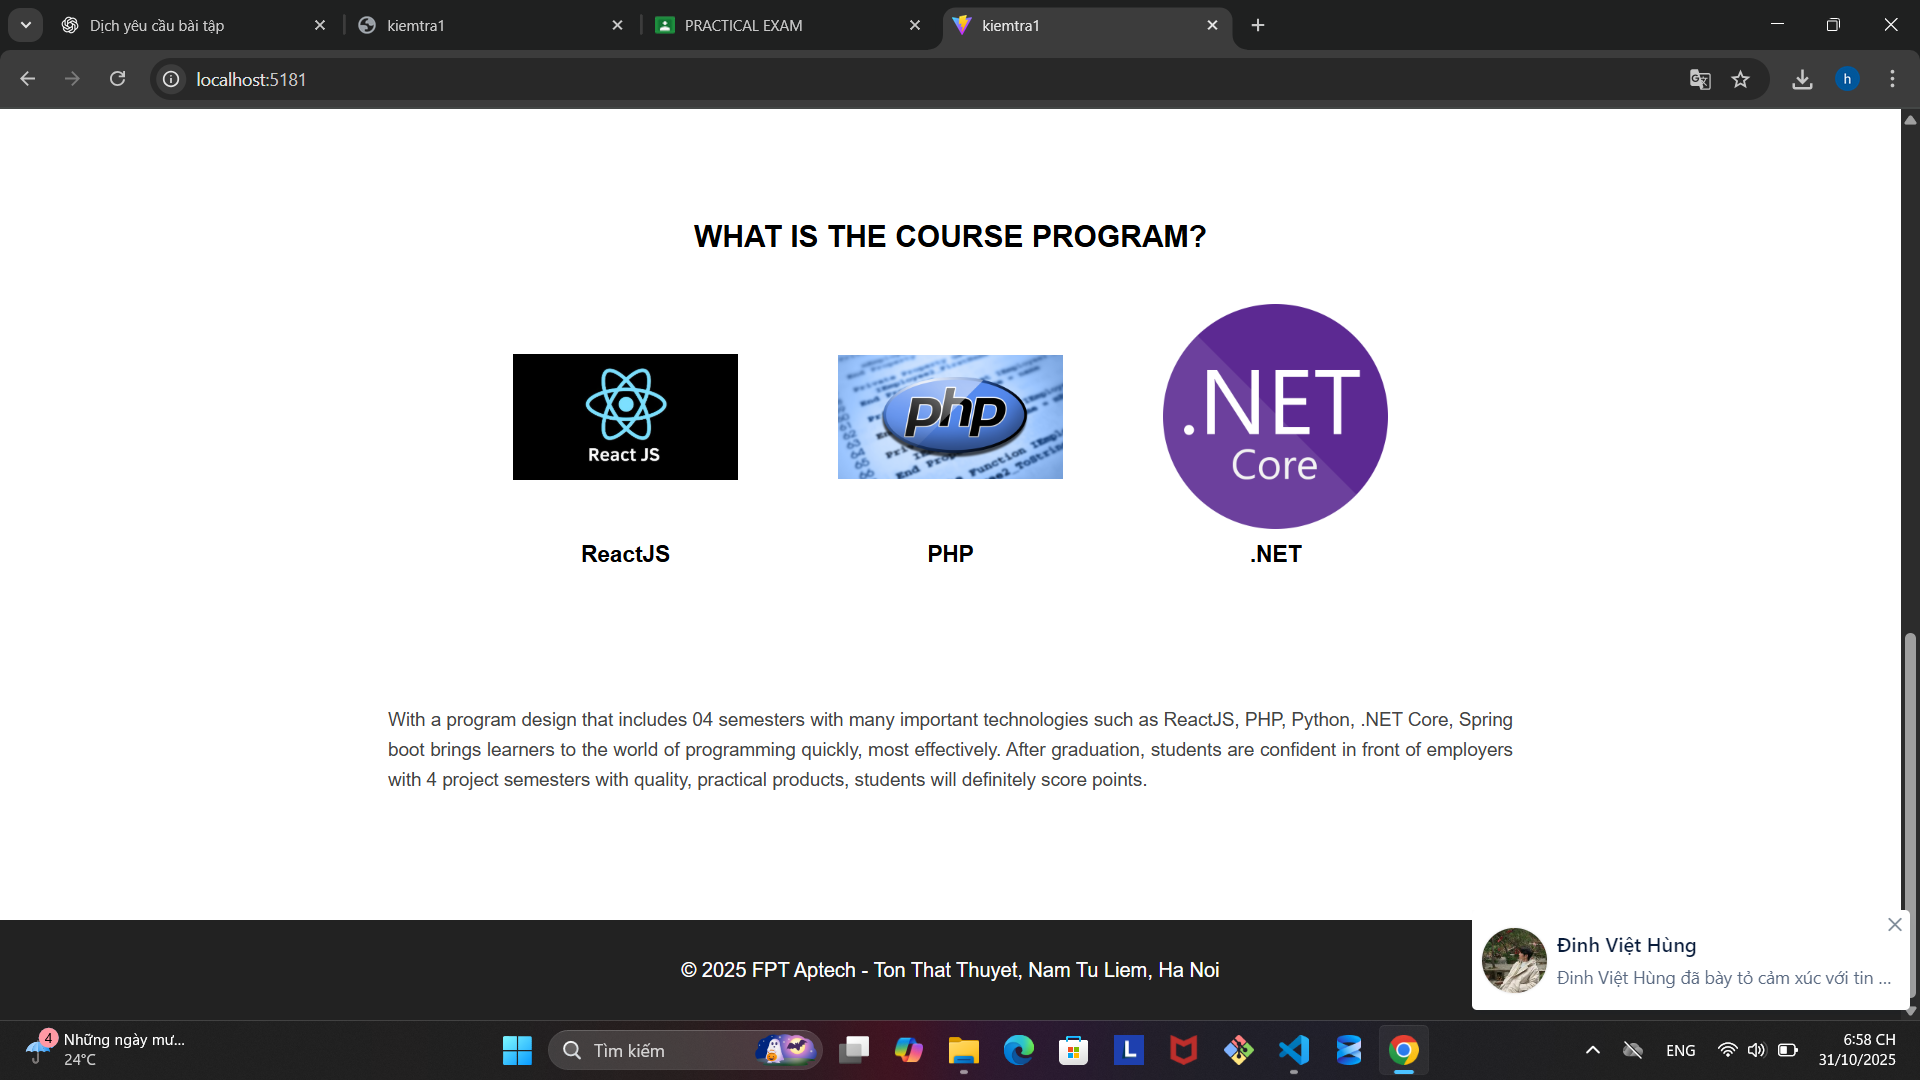 Dịch yêu cầu bài tập
kiemtra1
PRACTICAL EXAM
kiemtra1
localhost:5181
h
WHAT IS THE COURSE PROGRAM?
React JS
php
.NET
Core
ReactJS
PHP
.NET
With a program design that includes 04 semesters with many important technologies such as ReactJS, PHP, Python, .NET Core, Spring
boot brings learners to the world of programming quickly, most effectively. After graduation, students are confident in front of employers
with 4 project semesters with quality, practical products, students will definitely score points.
© 2025 FPT Aptech - Ton That Thuyet, Nam Tu Liem, Ha Noi
Đinh Việt Hùng
Đinh Việt Hùng đã bày tỏ cảm xúc với tin ...
4
Những ngày mư...
24°C
Tìm kiếm
L
ENG
6:58 CH
31/10/2025